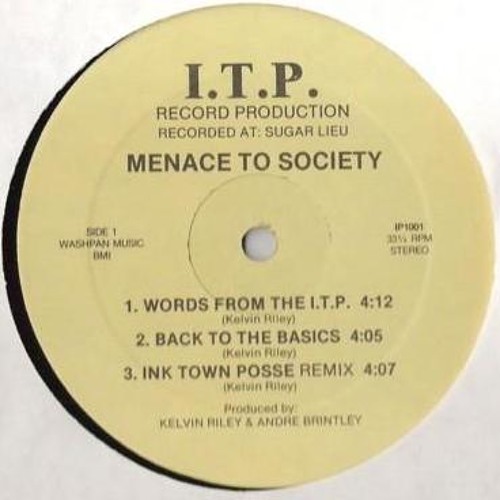 I.T.P.
RECORD PRODUCTION
RECORDED AT: SUGAR LIEU
MENACE TO SOCIETY
SIDE 1
WASHPAN MUSIC
BMI
IP1001
33⅓ RPM
STEREO
1. WORDS FROM THE I.T.P. 4:12
(Kelvin Riley)
2. BACK TO THE BASICS 4:05
(Kelvin Riley)
3. INK TOWN POSSE REMIX 4:07
(Kelvin Riley)
Produced by:
KELVIN RILEY & ANDRE BRINTLEY